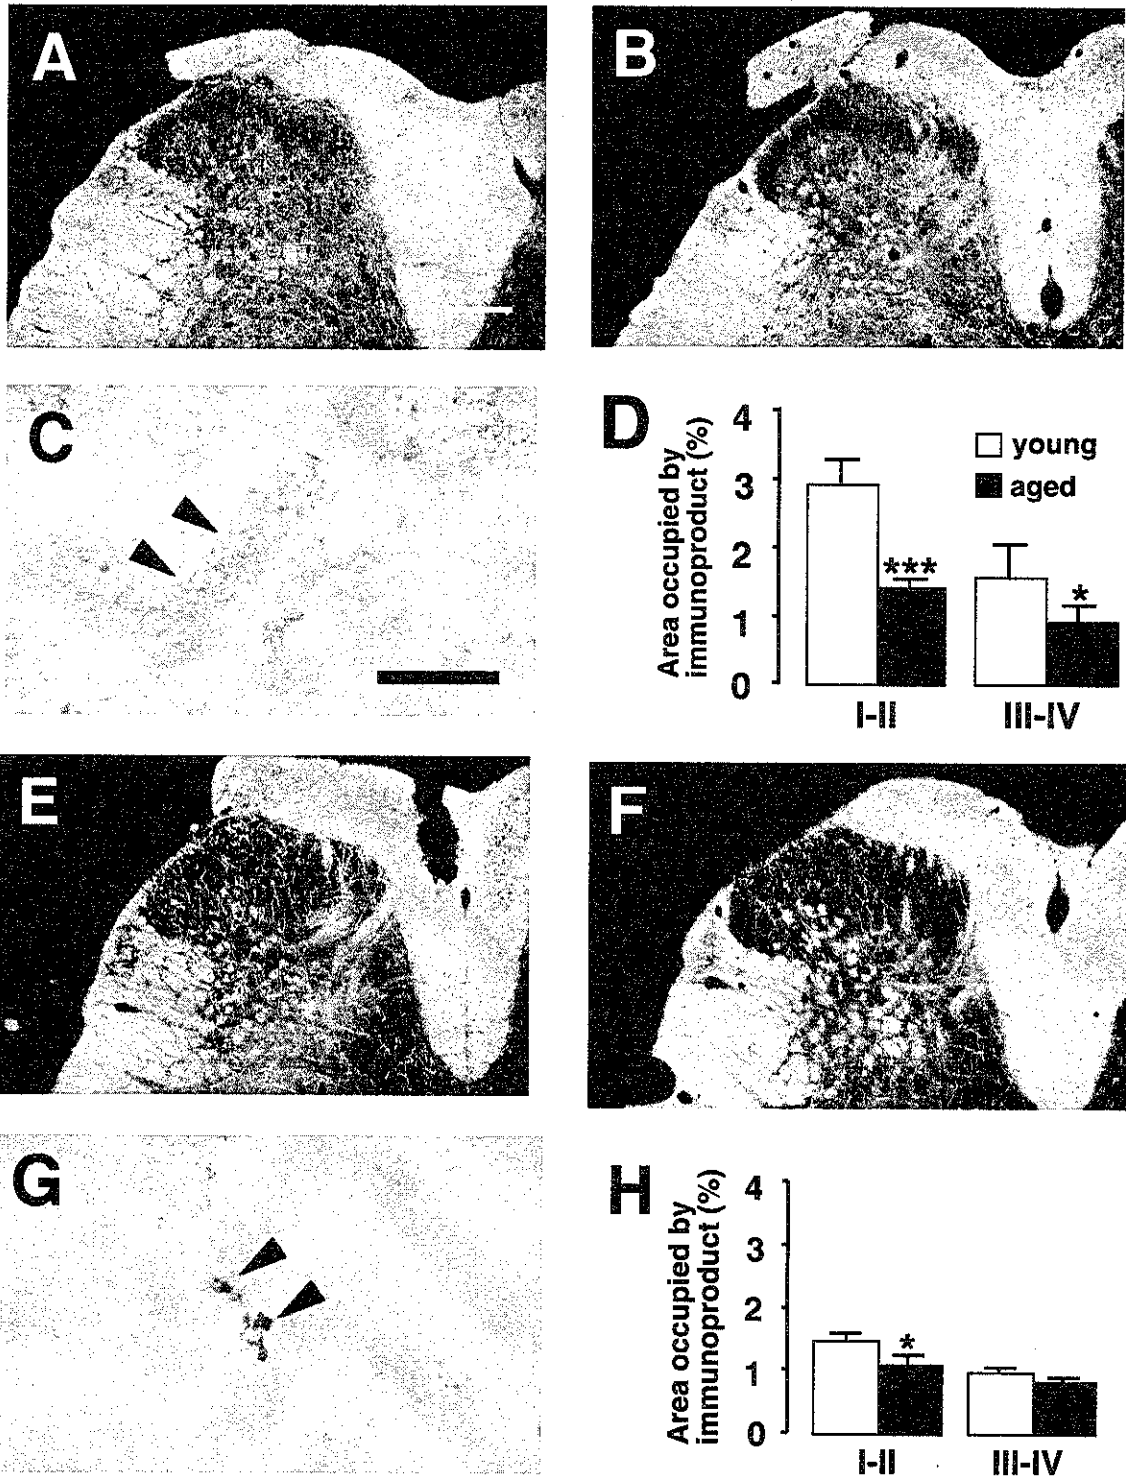 A
B
C
D
Area occupied by
immunoproduct (%)
4
3
2
1
0
young
aged
***
*
I-II
III-IV
E
F
G
H
Area occupied by
immunoproduct (%)
4
3
2
1
0
*
I-II
III-IV